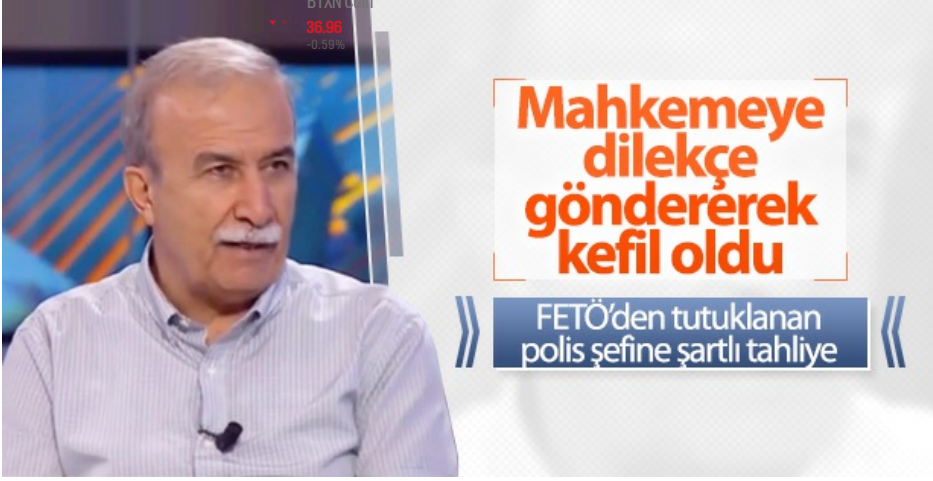 36.96
-0.59%
Mahkemeye
dilekçe
göndererek
kefil oldu
FETÖ'den tutuklanan
polis şefine şartlı tahliye